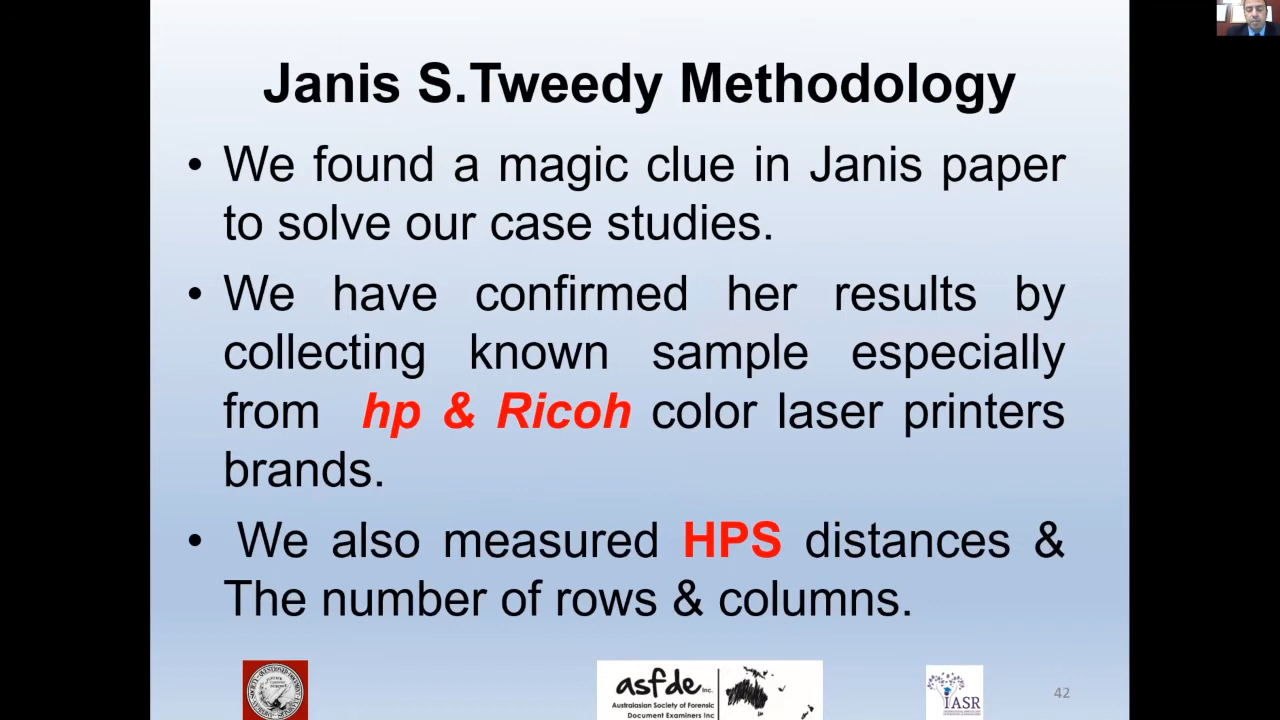 Janis S.Tweedy Methodology
• We found a magic clue in Janis paper
to solve our case studies.
• We have confirmed her results by
collecting known sample especially
from hp & Ricoh color laser printers
brands.
• We also measured HPS distances &
The number of rows & columns.
asfde Inc.
Australasian Society of Forensic
Document Examiners Inc
IASR
42